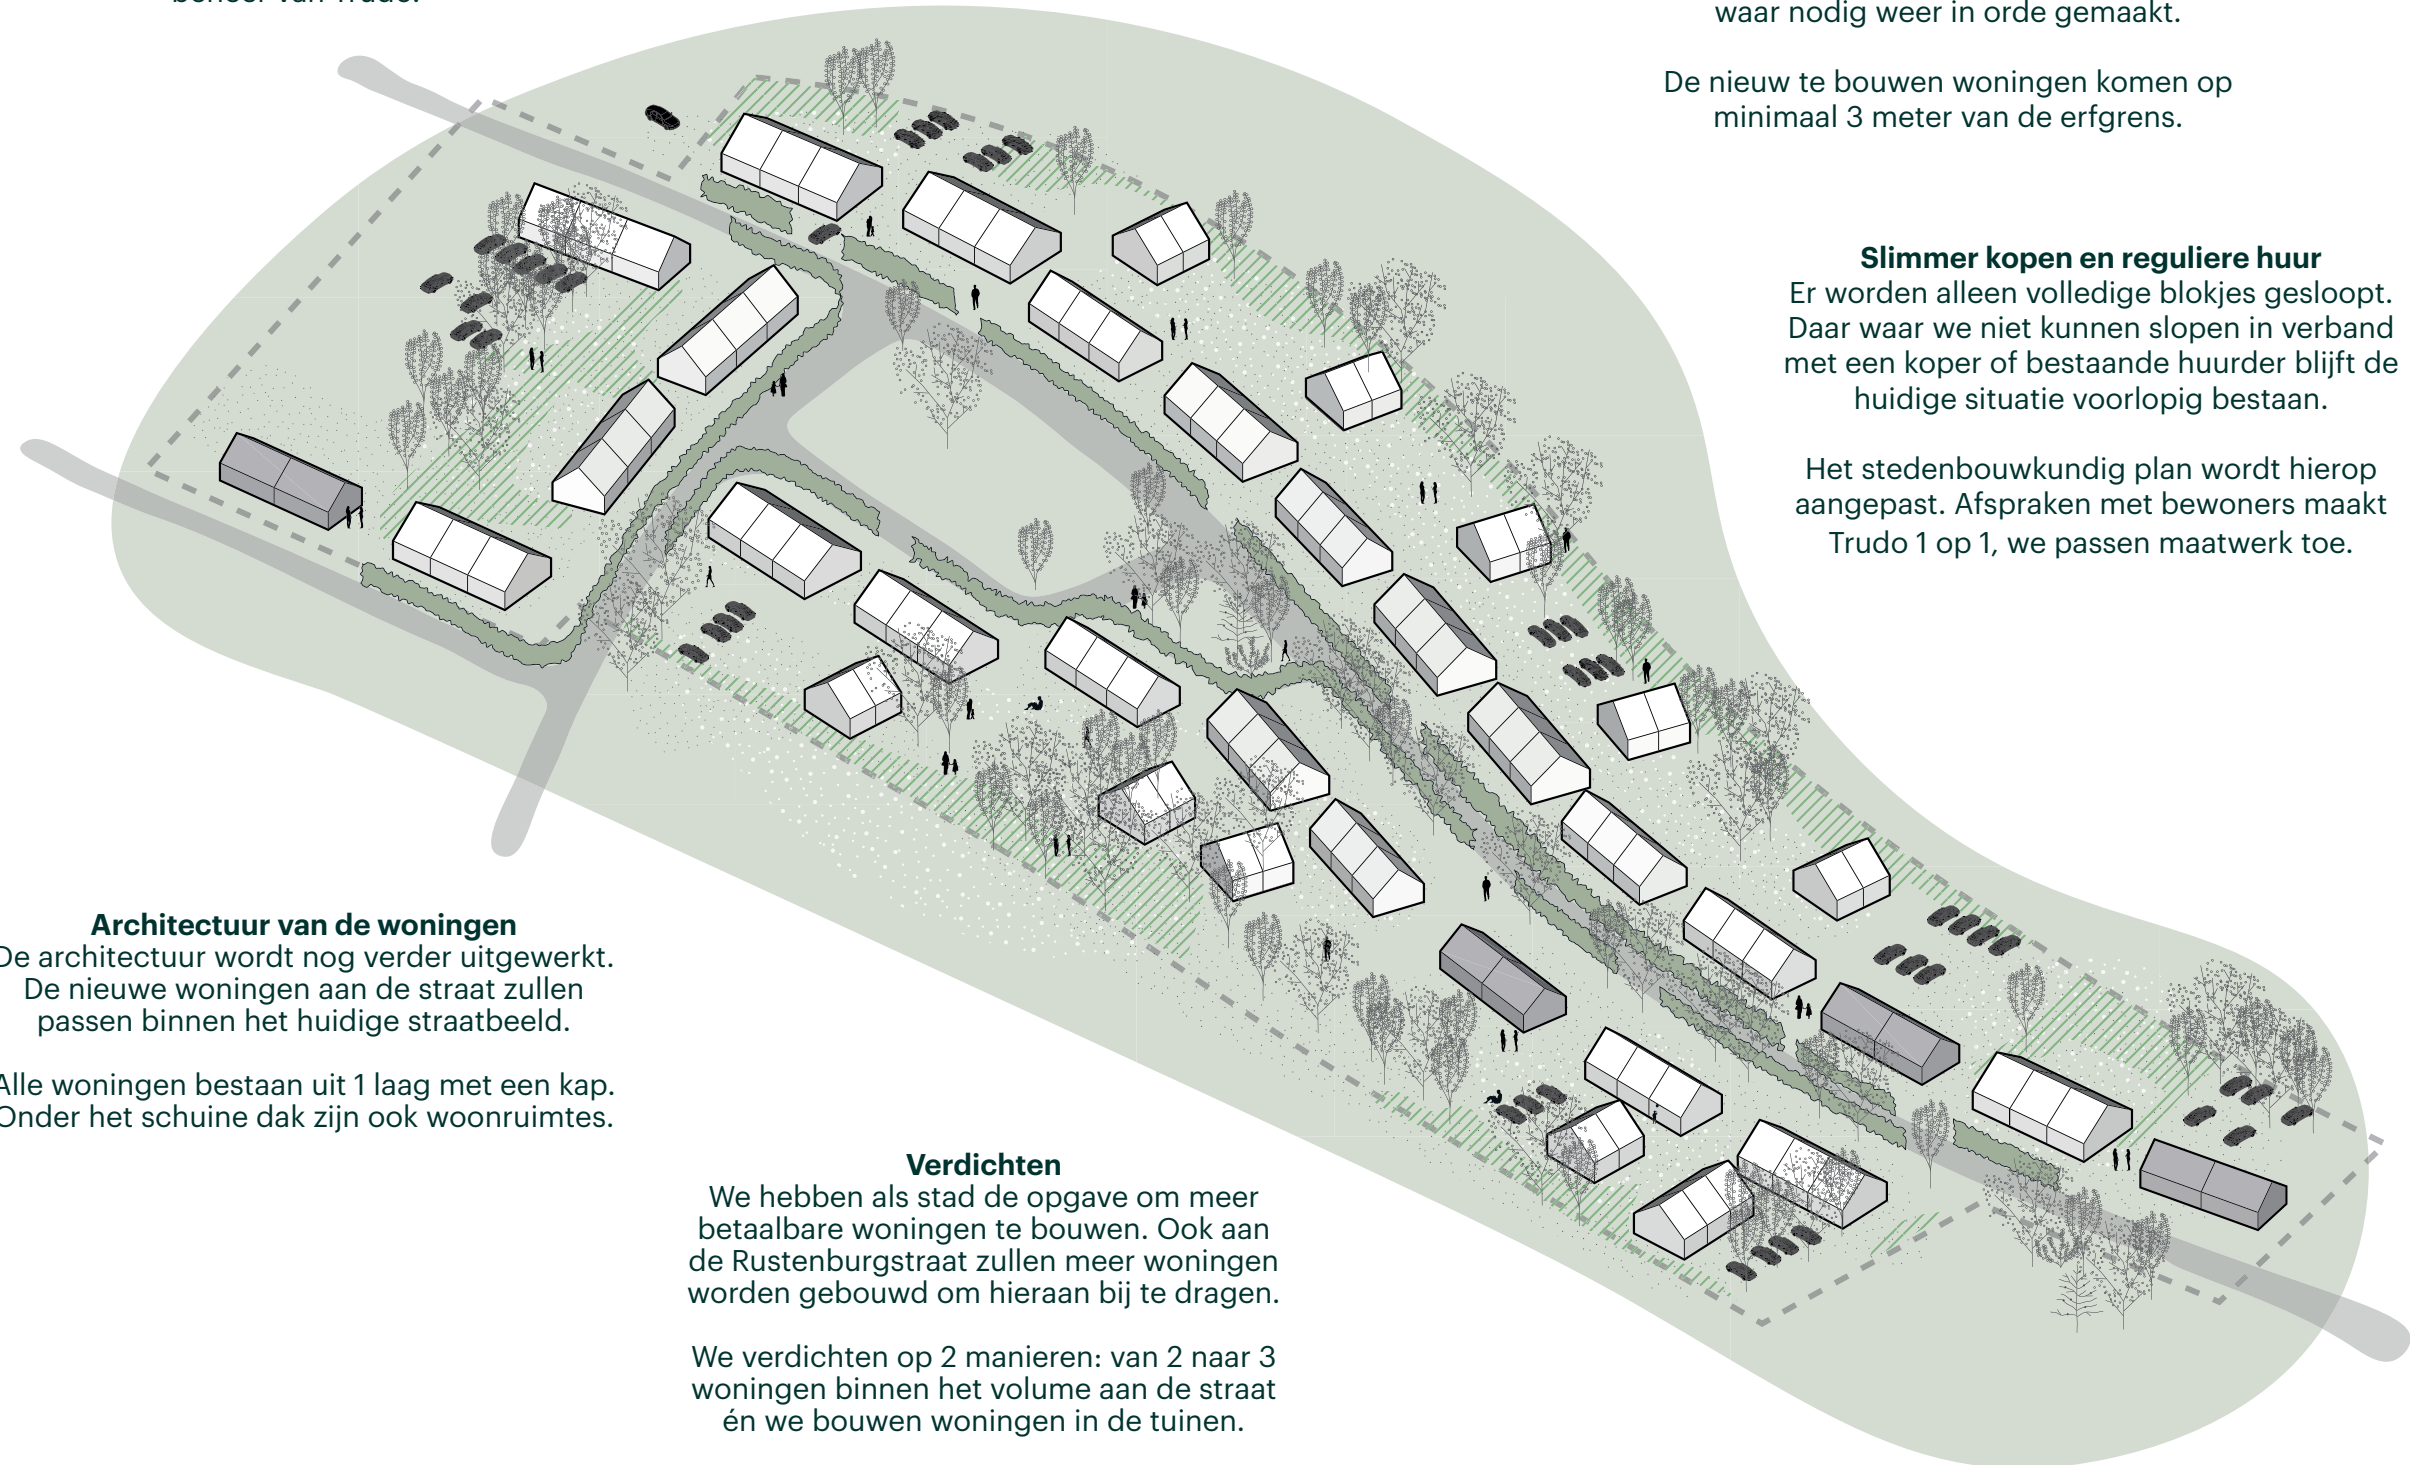 beheer van Trudo.
waar nodig weer in orde gemaakt.
De nieuw te bouwen woningen komen op
minimaal 3 meter van de erfgrens.
Slimmer kopen en reguliere huur
Er worden alleen volledige blokjes gesloopt.
Daar waar we niet kunnen slopen in verband
met een koper of bestaande huurder blijft de
huidige situatie voorlopig bestaan.
Het stedenbouwkundig plan wordt hierop
aangepast. Afspraken met bewoners maakt
Trudo 1 op 1, we passen maatwerk toe.
Architectuur van de woningen
De architectuur wordt nog verder uitgewerkt.
De nieuwe woningen aan de straat zullen
passen binnen het huidige straatbeeld.
Alle woningen bestaan uit 1 laag met een kap.
Onder het schuine dak zijn ook woonruimtes.
Verdichten
We hebben als stad de opgave om meer
betaalbare woningen te bouwen. Ook aan
de Rustenburgstraat zullen meer woningen
worden gebouwd om hieraan bij te dragen.
We verdichten op 2 manieren: van 2 naar 3
woningen binnen het volume aan de straat
én we bouwen woningen in de tuinen.